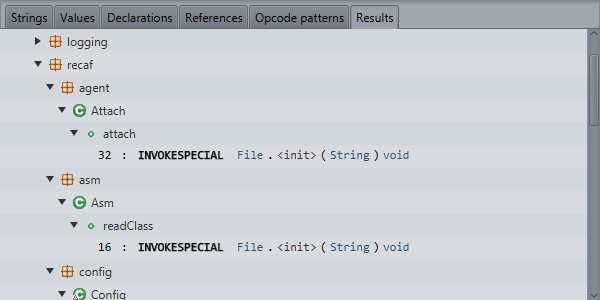 Strings Values Declarations References Opcode patterns Results
logging
recaf
agent
C Attach
attach
32 : INVOKESPECIAL File.<init>(String)void
asm
C Asm
readClass
16 : INVOKESPECIAL File.<init>(String)void
config
C Config